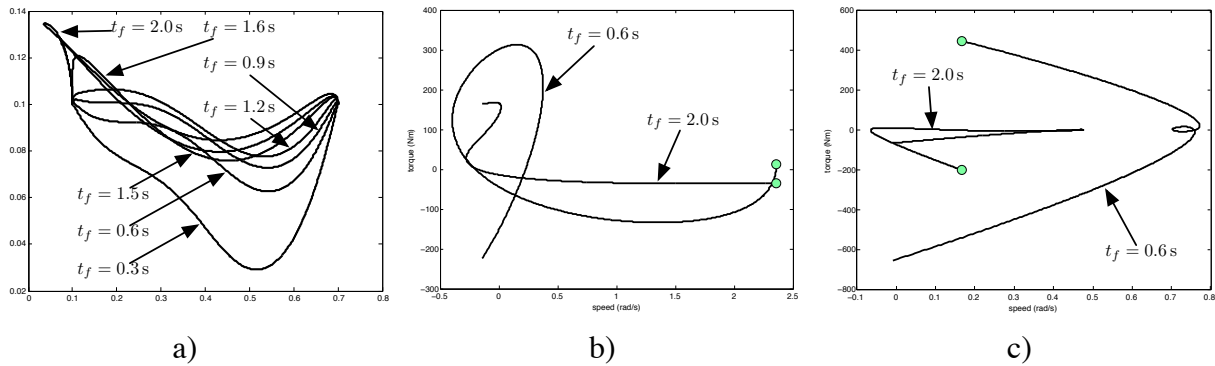 0.14
0.12
0.1
0.08
0.06
0.04
0.02
0
0.1
0.2
0.3
0.4
0.5
0.6
0.7
0.8
t_f = 2.0 s
t_f = 1.6 s
t_f = 0.9 s
t_f = 1.2 s
t_f = 1.5 s
t_f = 0.6 s
t_f = 0.3 s
a)
400
300
200
100
0
−100
−200
−300
torque (Nm)
−0.5
0
0.5
1
1.5
2
2.5
speed (rad/s)
t_f = 0.6 s
t_f = 2.0 s
b)
600
400
200
0
−200
−400
−600
−800
torque (Nm)
−0.1
0
0.1
0.2
0.3
0.4
0.5
0.6
0.7
0.8
speed (rad/s)
t_f = 2.0 s
t_f = 0.6 s
c)